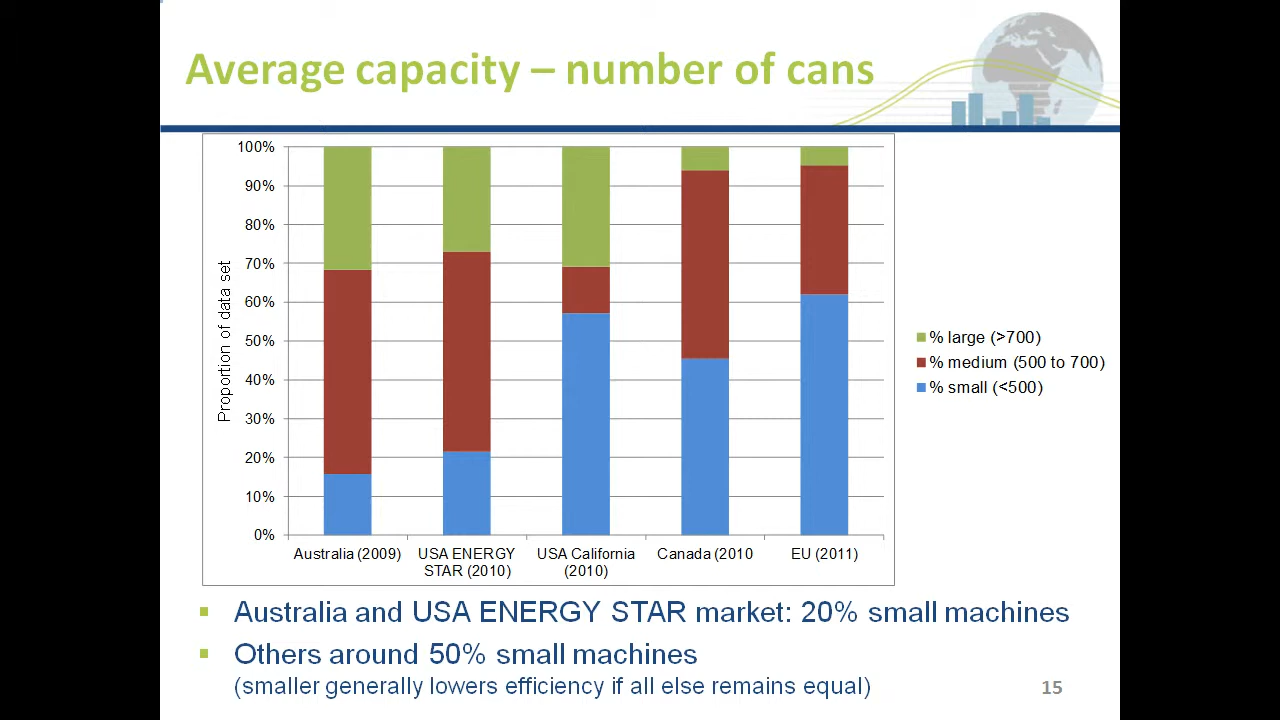 Average capacity – number of cans
100%
90%
80%
70%
60%
50%
40%
30%
20%
10%
0%
Proportion of data set
Australia (2009)
USA ENERGY
STAR (2010)
USA California
(2010)
Canada (2010
EU (2011)
% large (>700)
% medium (500 to 700)
% small (<500)
▪ Australia and USA ENERGY STAR market: 20% small machines
▪ Others around 50% small machines
(smaller generally lowers efficiency if all else remains equal)
15